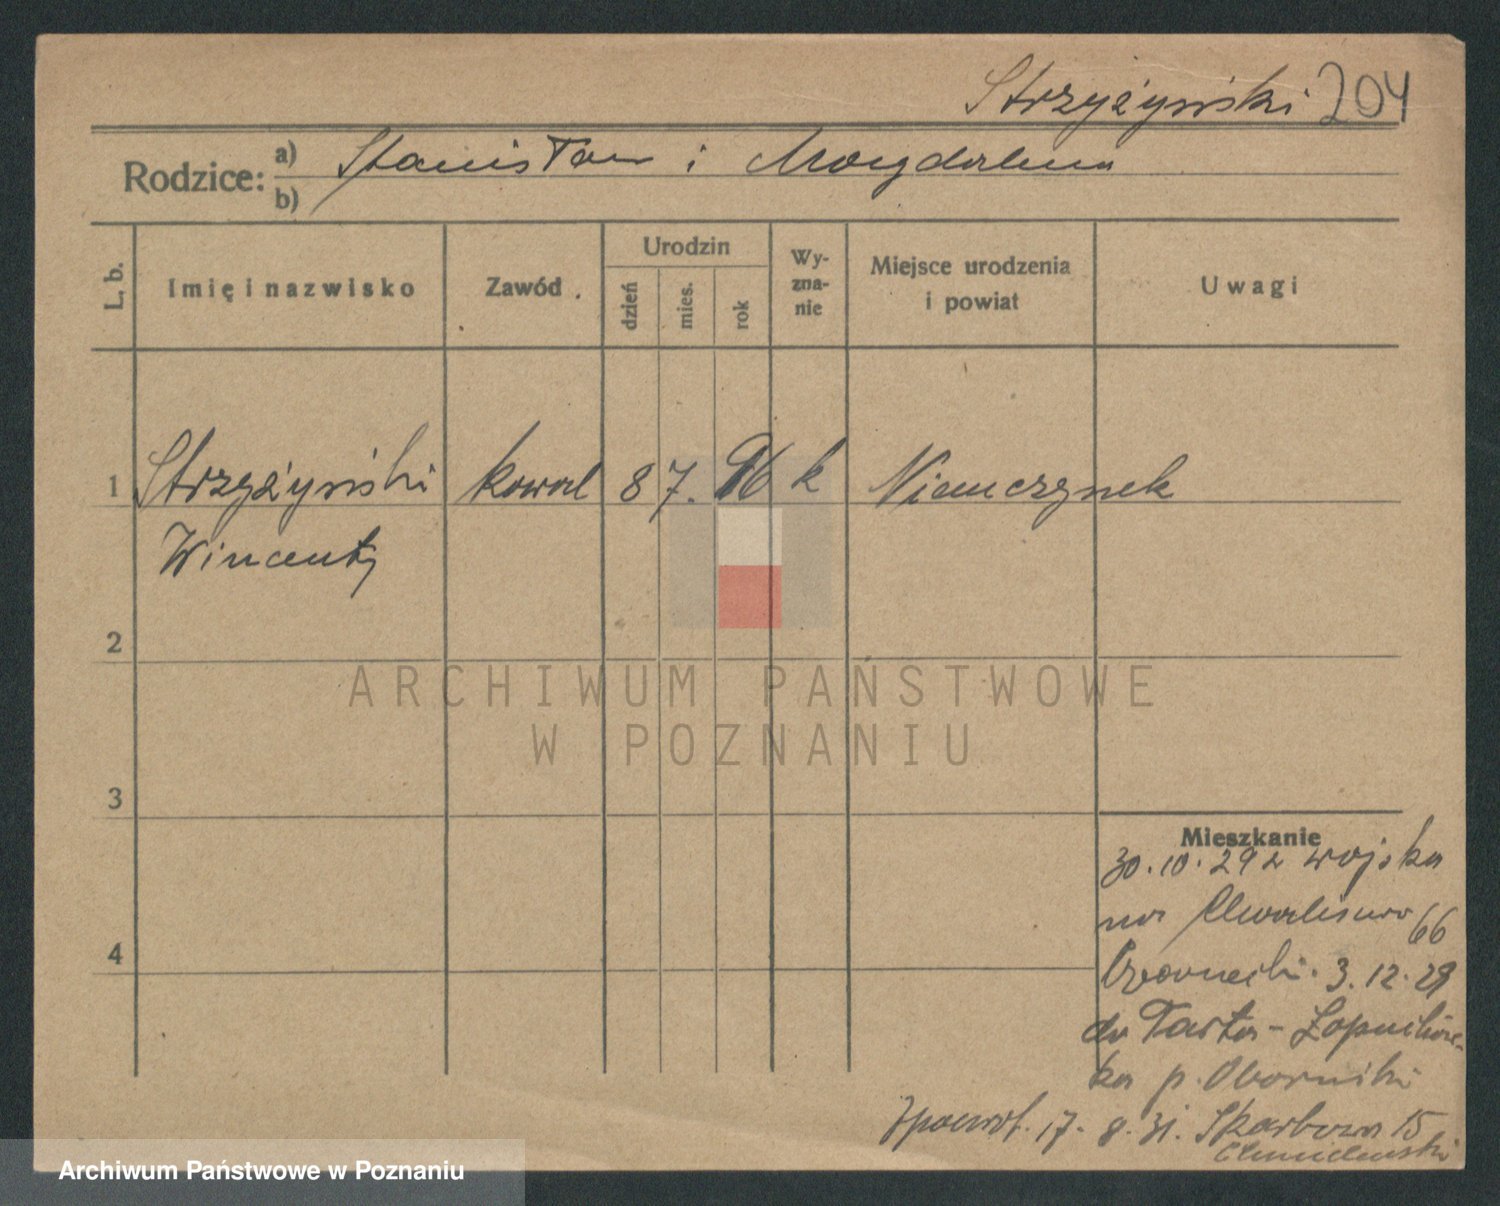 Strzyżyński 204
Rodzice: a) Stanisław i Magdalena
b)
L. b. Imię i nazwisko Zawód Urodzin dzień mies. rok Wy-zna-nie Miejsce urodzenia i powiat Uwagi
1 Strzyżyński kowal 8 7. 96 k Niemczynek
Wincenty
2
ARCHIWUM PAŃSTWOWE
W POZNANIU
3
Mieszkanie
30.10.29 z wojska
na Chwaliszewo 66
3.12.29
do Tarta-
ka p. Oborniki
4
17.8.31. Skarbowa 15
Archiwum Państwowe w Poznaniu